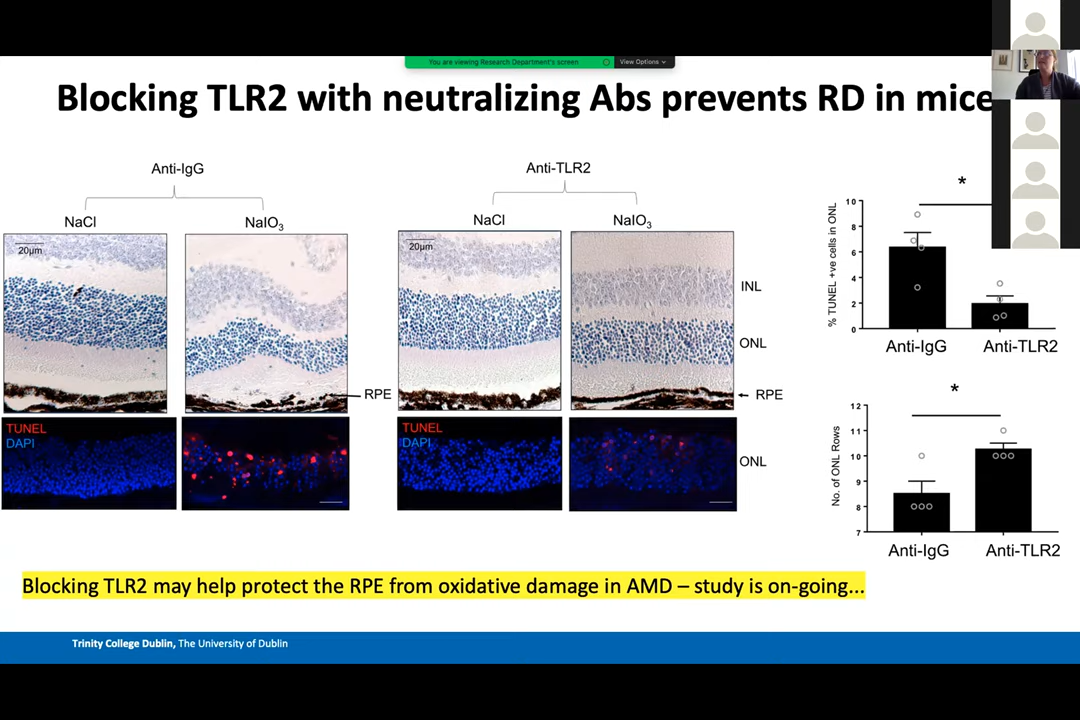 You are viewing Research Department's screen
View Options
Blocking TLR2 with neutralizing Abs prevents RD in mice
Anti-IgG
NaCl
NaIO3
20µm
RPE
TUNEL
DAPI
Anti-TLR2
NaCl
NaIO3
20µm
INL
ONL
RPE
TUNEL
DAPI
ONL
*
% TUNEL +ve cells in ONL
10
8
6
4
2
0
Anti-IgG
Anti-TLR2
*
No. of ONL Rows
12
11
10
9
8
7
Anti-IgG
Anti-TLR2
Blocking TLR2 may help protect the RPE from oxidative damage in AMD – study is on-going...
Trinity College Dublin, The University of Dublin